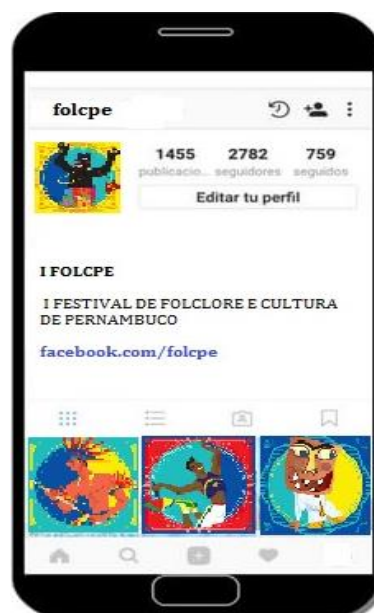 folcpe
1455 2782 759
publicacio... seguidores seguidos
Editar tu perfil
I FOLCPE
I FESTIVAL DE FOLCLORE E CULTURA
DE PERNAMBUCO
facebook.com/folcpe